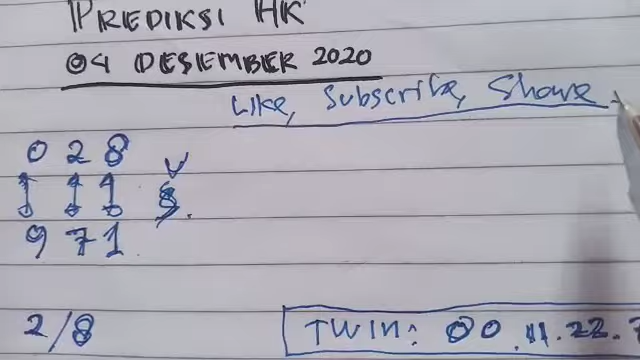 PREDIKSI HK
04 DESEMBER 2020
Like, Subscribe, Share
0 2 8
9 7 1
2/8
TWIN: 00.11.22.